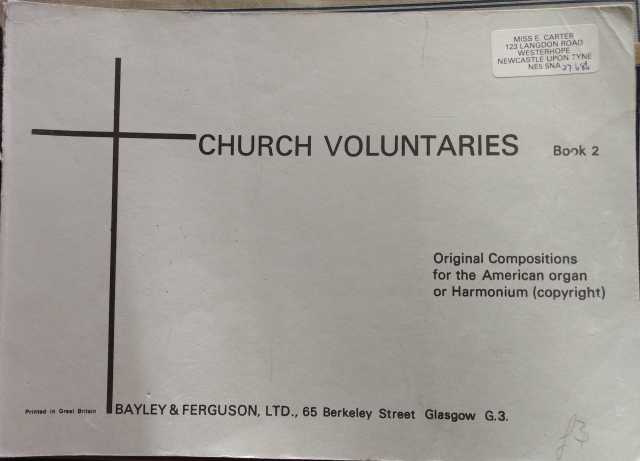 MISS E. CARTER
123 LANGDON ROAD
WESTERHOPE
NEWCASTLE UPON TYNE
NE5 5NA
CHURCH VOLUNTARIES Book 2
Original Compositions
for the American organ
or Harmonium (copyright)
Printed in Great Britain
BAYLEY & FERGUSON, LTD., 65 Berkeley Street Glasgow G.3.
£3